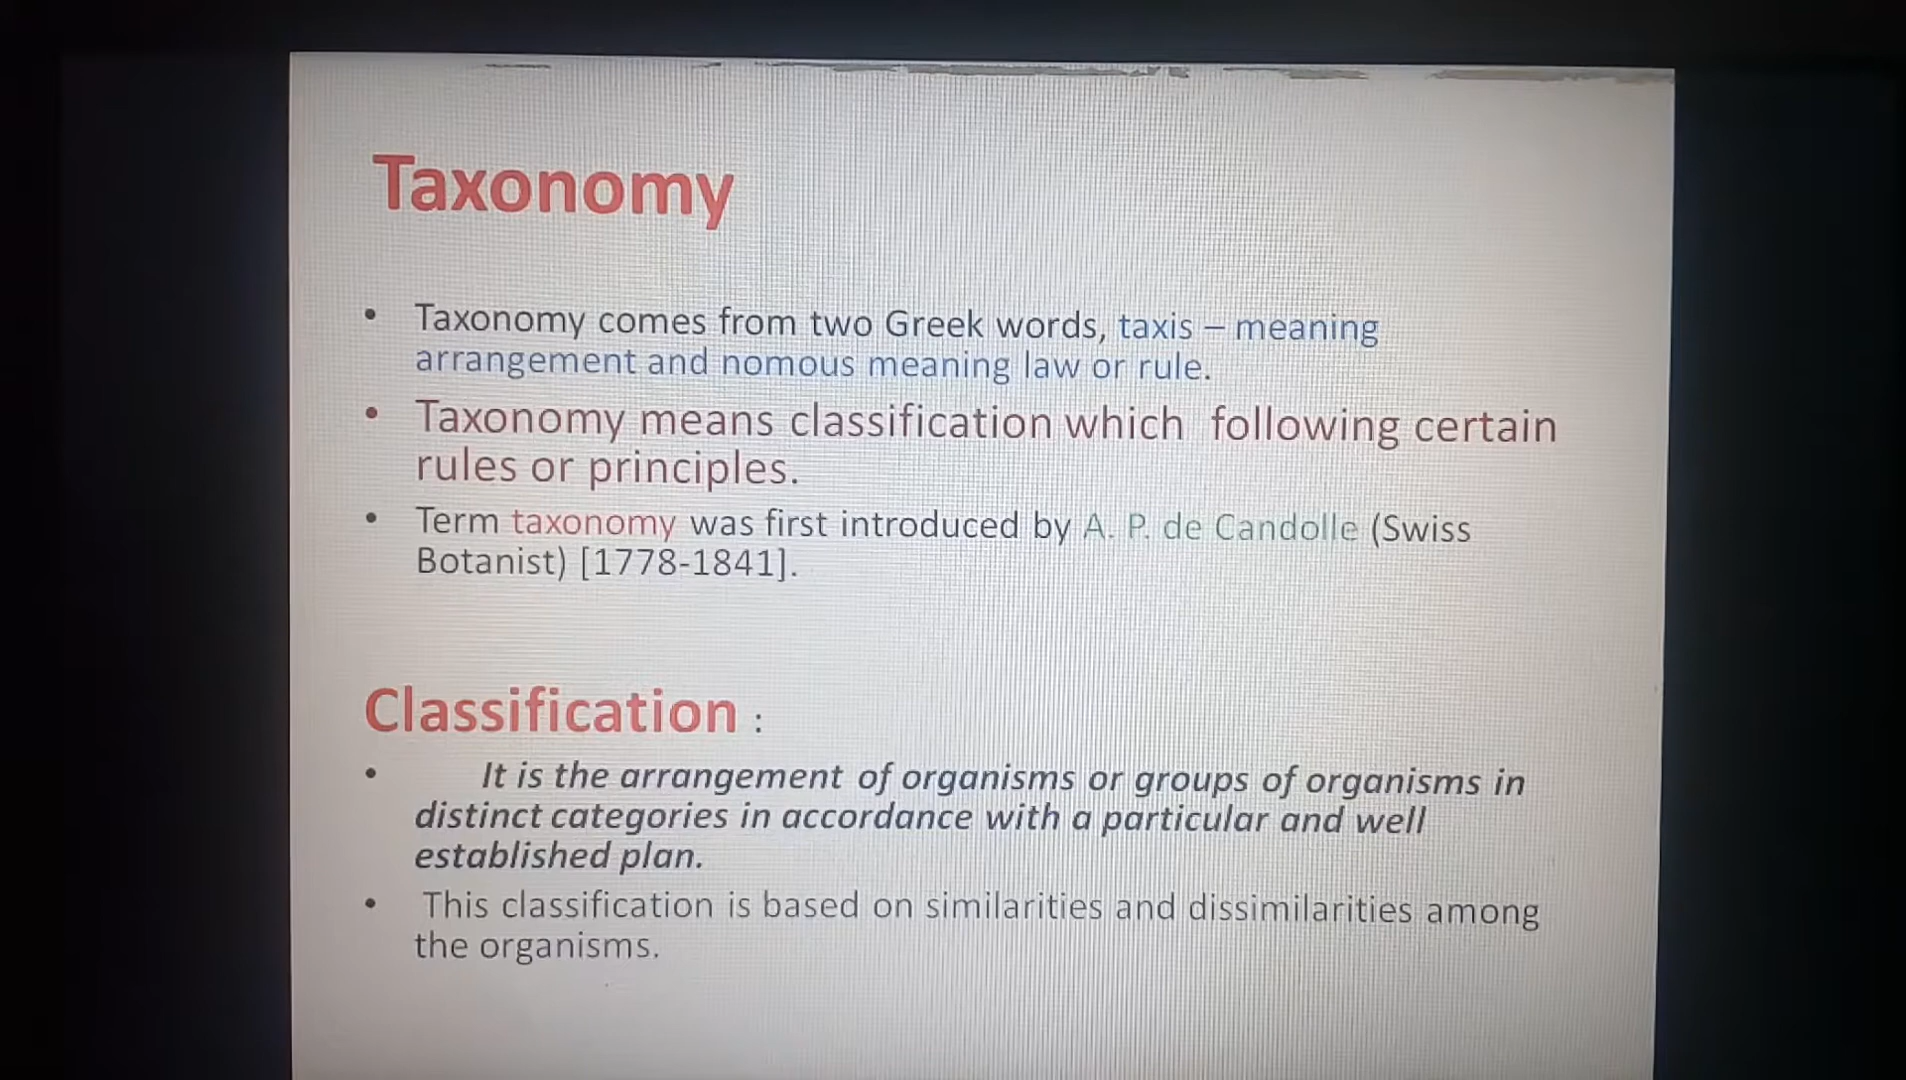 Taxonomy
• Taxonomy comes from two Greek words, taxis – meaning
arrangement and nomous meaning law or rule.
• Taxonomy means classification which following certain
rules or principles.
• Term taxonomy was first introduced by A. P. de Candolle (Swiss
Botanist) [1778-1841].
Classification :
• It is the arrangement of organisms or groups of organisms in
distinct categories in accordance with a particular and well
established plan.
• This classification is based on similarities and dissimilarities among
the organisms.